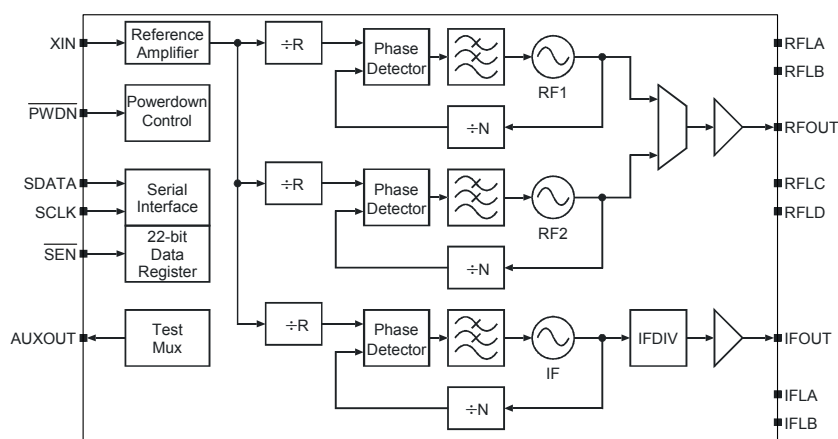 XIN
Reference
Amplifier
÷R
Phase
Detector
RF1
÷N
RFLA
RFLB
PWDN
Powerdown
Control
RFOUT
SDATA
SCLK
Serial
Interface
÷R
Phase
Detector
RF2
÷N
RFLC
RFLD
SEN
22-bit
Data
Register
AUXOUT
Test
Mux
÷R
Phase
Detector
IF
÷N
IFDIV
IFOUT
IFLA
IFLB